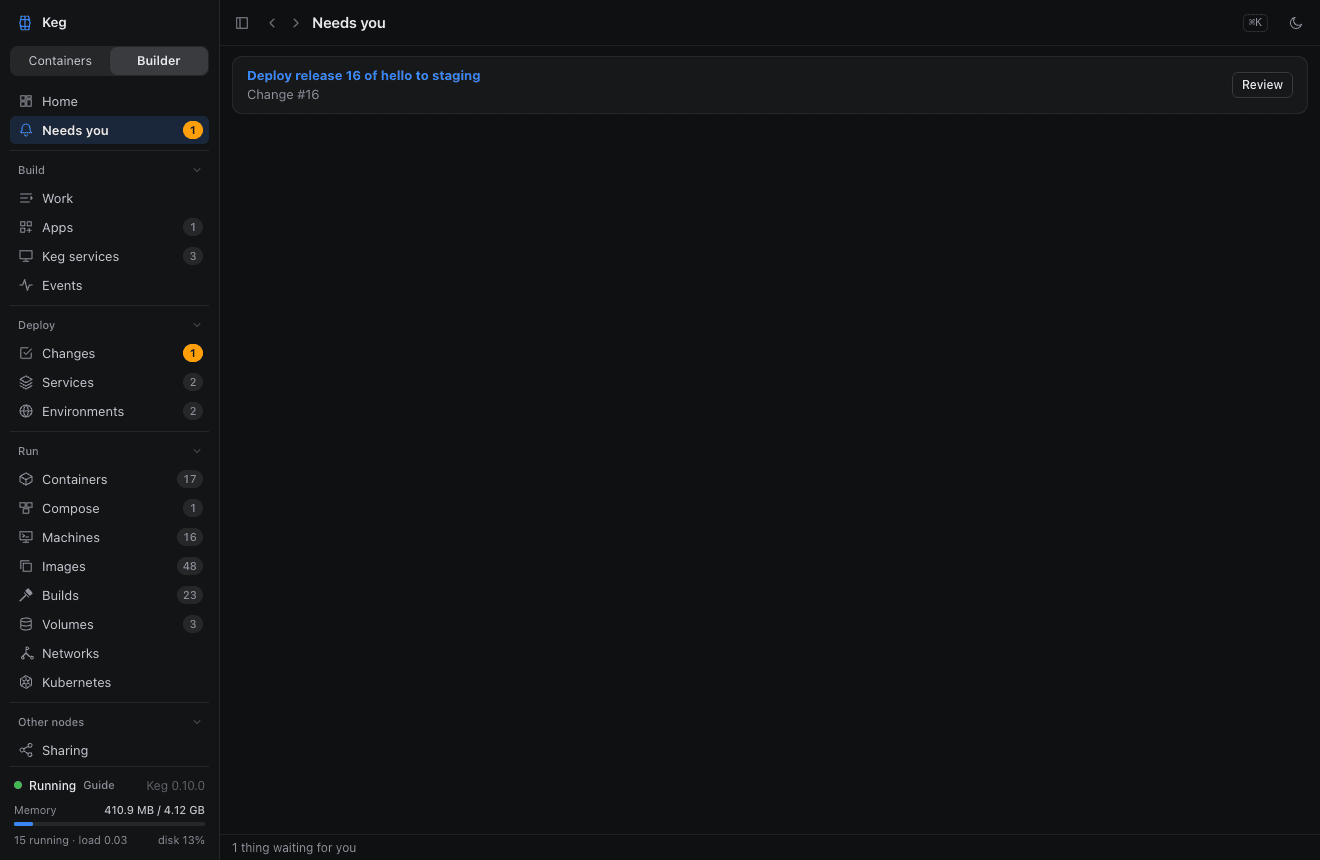 Keg
Needs you
⌘K
Containers
Builder
Home
Needs you 1
Build
Work
Apps 1
Keg services 3
Events
Deploy
Changes 1
Services 2
Environments 2
Run
Containers 17
Compose 1
Machines 16
Images 48
Builds 23
Volumes 3
Networks
Kubernetes
Other nodes
Sharing
Running Guide Keg 0.10.0
Memory 410.9 MB / 4.12 GB
15 running · load 0.03 disk 13%
Deploy release 16 of hello to staging
Change #16
Review
1 thing waiting for you